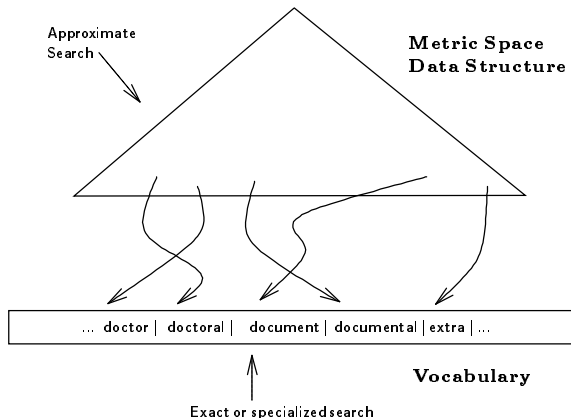 Approximate
Search
Metric Space
Data Structure
... doctor | doctoral | document | documental | extra | ...
Vocabulary
Exact or specialized search